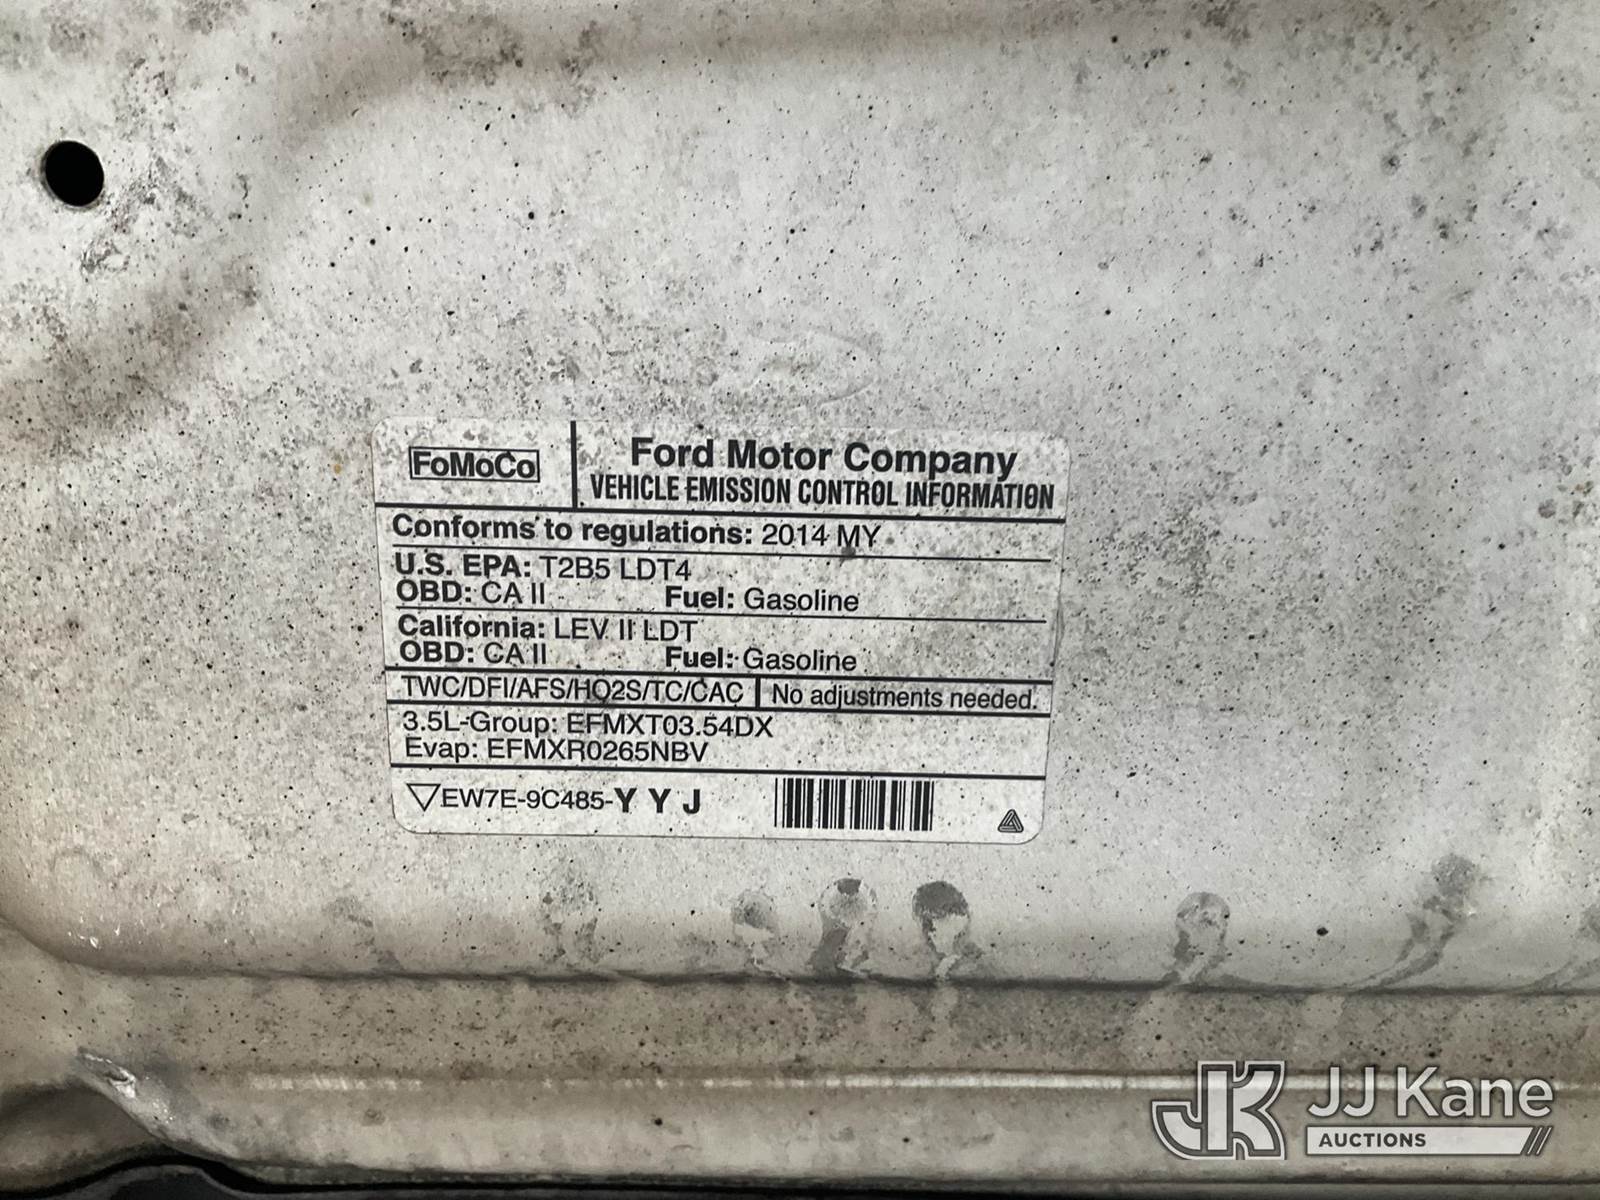 FoMoCo
Ford Motor Company
VEHICLE EMISSION CONTROL INFORMATION
Conforms to regulations: 2014 MY
U.S. EPA: T2B5 LDT4
OBD: CA II Fuel: Gasoline
California: LEV II LDT
OBD: CA II Fuel: Gasoline
TWC/DFI/AFS/HO2S/TC/CAC No adjustments needed.
3.5L-Group: EFMXT03.54DX
Evap: EFMXR0265NBV
EW7E-9C485-Y Y J
JK JJ Kane
AUCTIONS